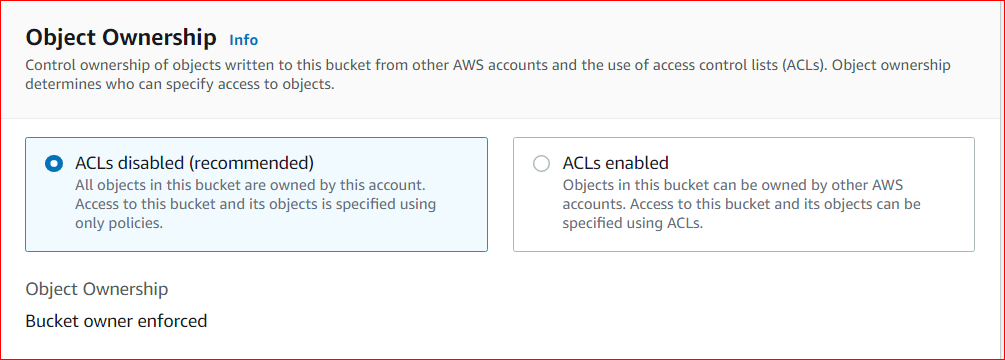 Object Ownership Info
Control ownership of objects written to this bucket from other AWS accounts and the use of access control lists (ACLs). Object ownership
determines who can specify access to objects.
ACLs disabled (recommended)
All objects in this bucket are owned by this account.
Access to this bucket and its objects is specified using
only policies.
ACLs enabled
Objects in this bucket can be owned by other AWS
accounts. Access to this bucket and its objects can be
specified using ACLs.
Object Ownership
Bucket owner enforced